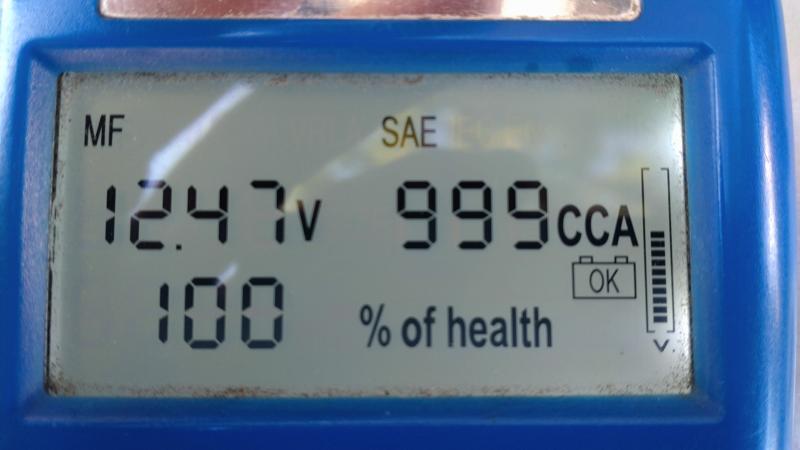 MF SAE
12.47V 999CCA
OK
100 % of health